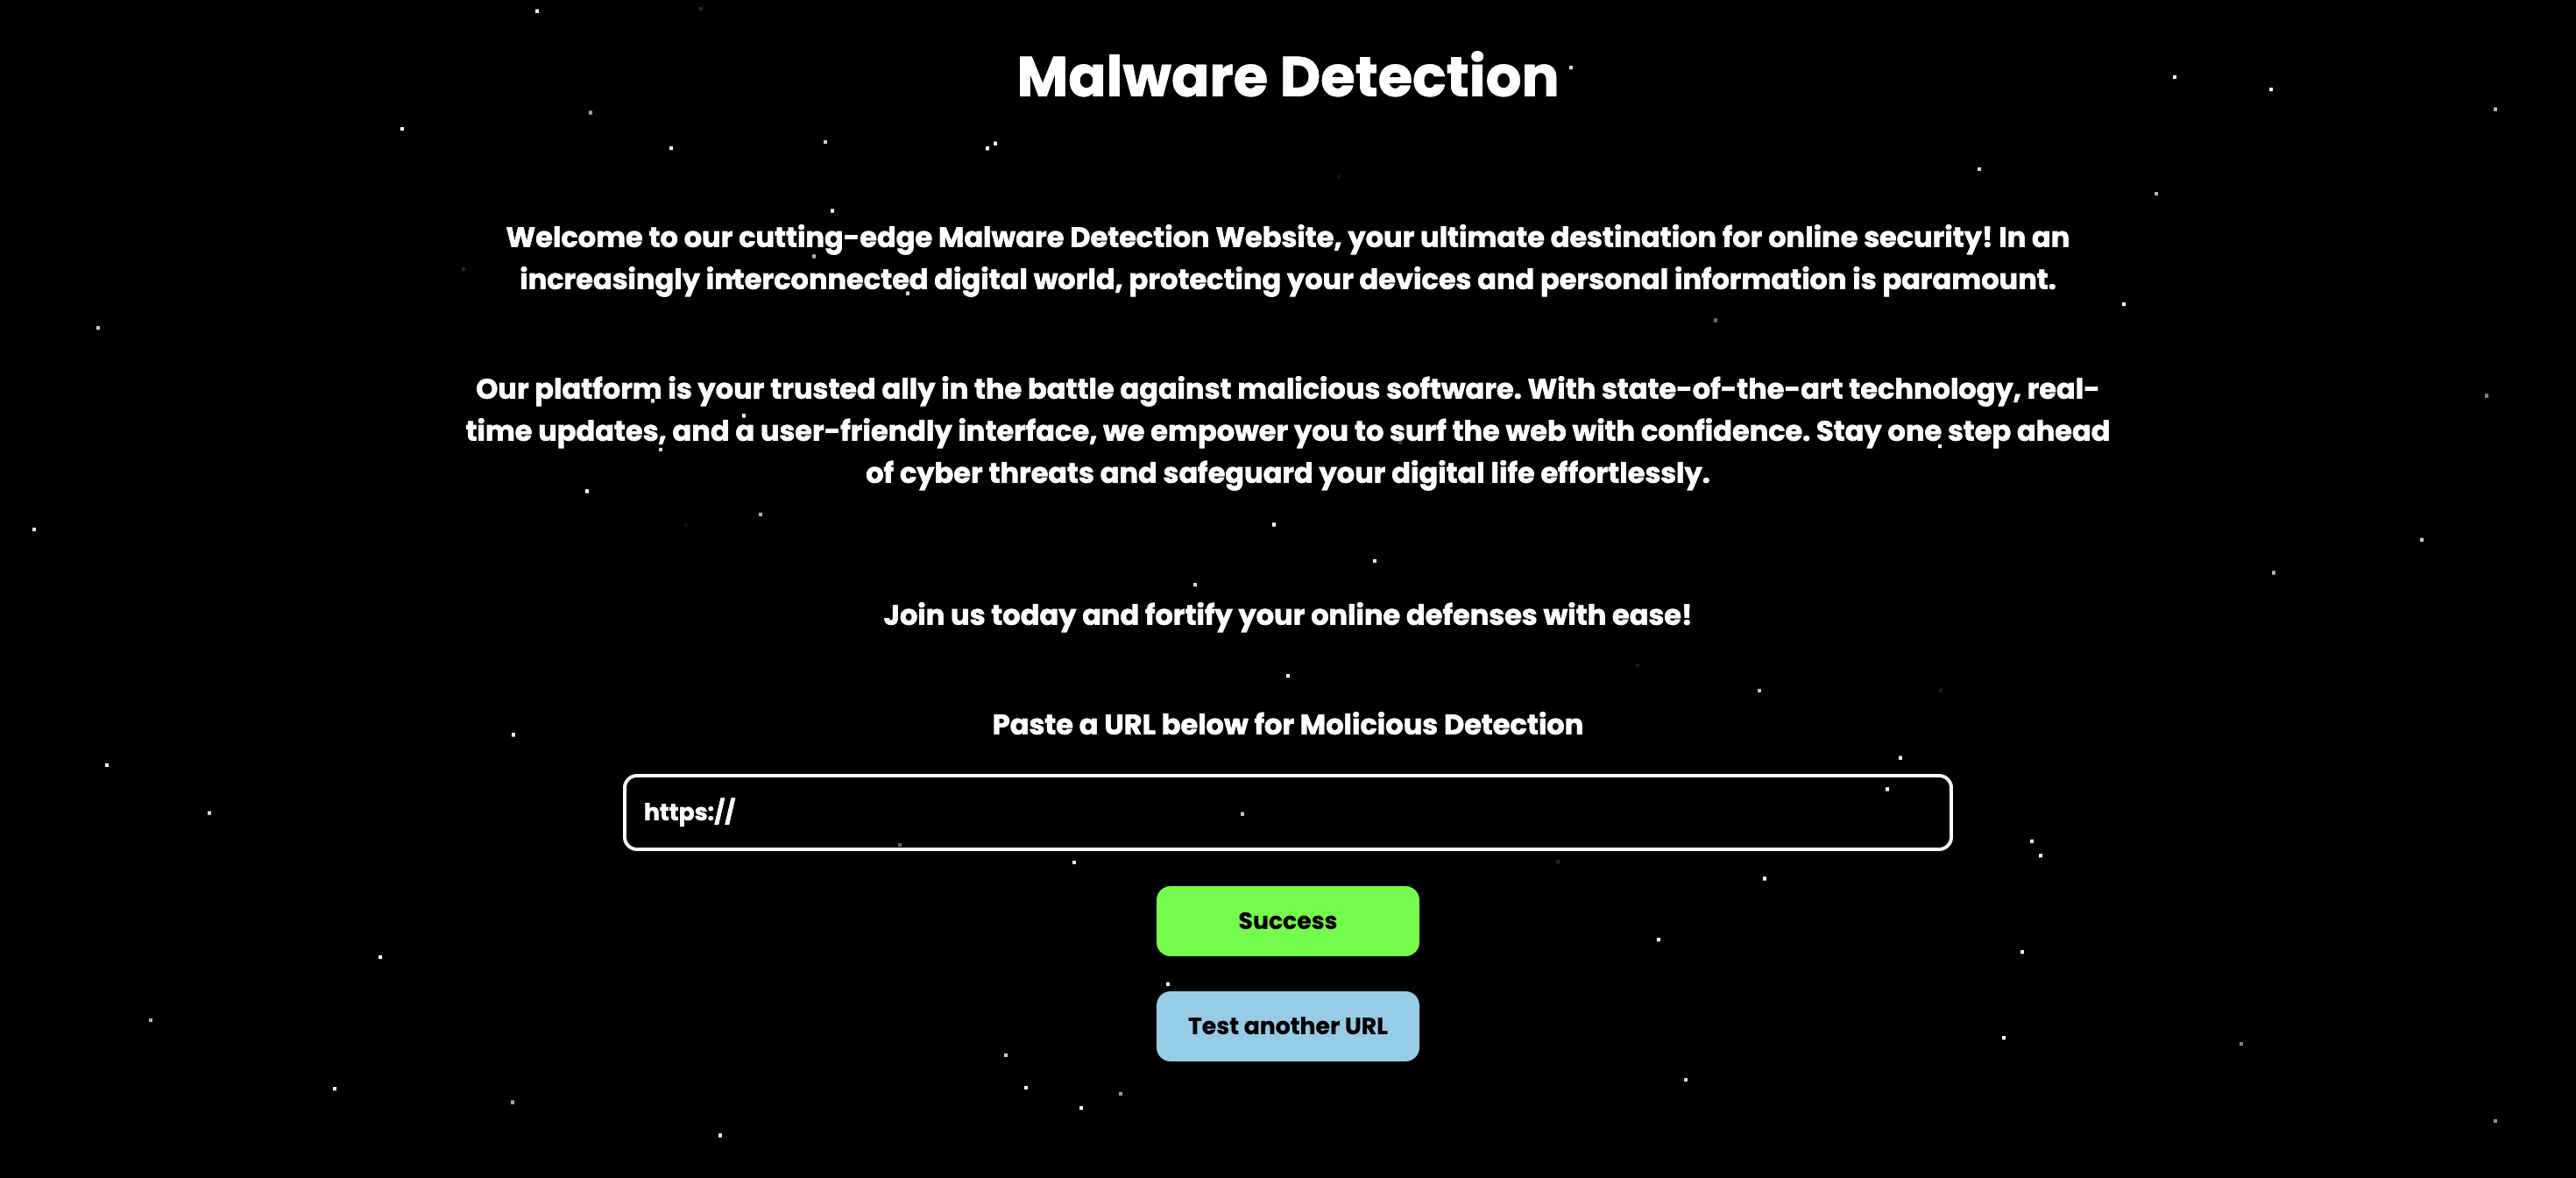 Malware Detection
Welcome to our cutting-edge Malware Detection Website, your ultimate destination for online security! In an
increasingly interconnected digital world, protecting your devices and personal information is paramount.
Our platform is your trusted ally in the battle against malicious software. With state-of-the-art technology, real-
time updates, and a user-friendly interface, we empower you to surf the web with confidence. Stay one step ahead
of cyber threats and safeguard your digital life effortlessly.
Join us today and fortify your online defenses with ease!
Paste a URL below for Molicious Detection
https://
Success
Test another URL